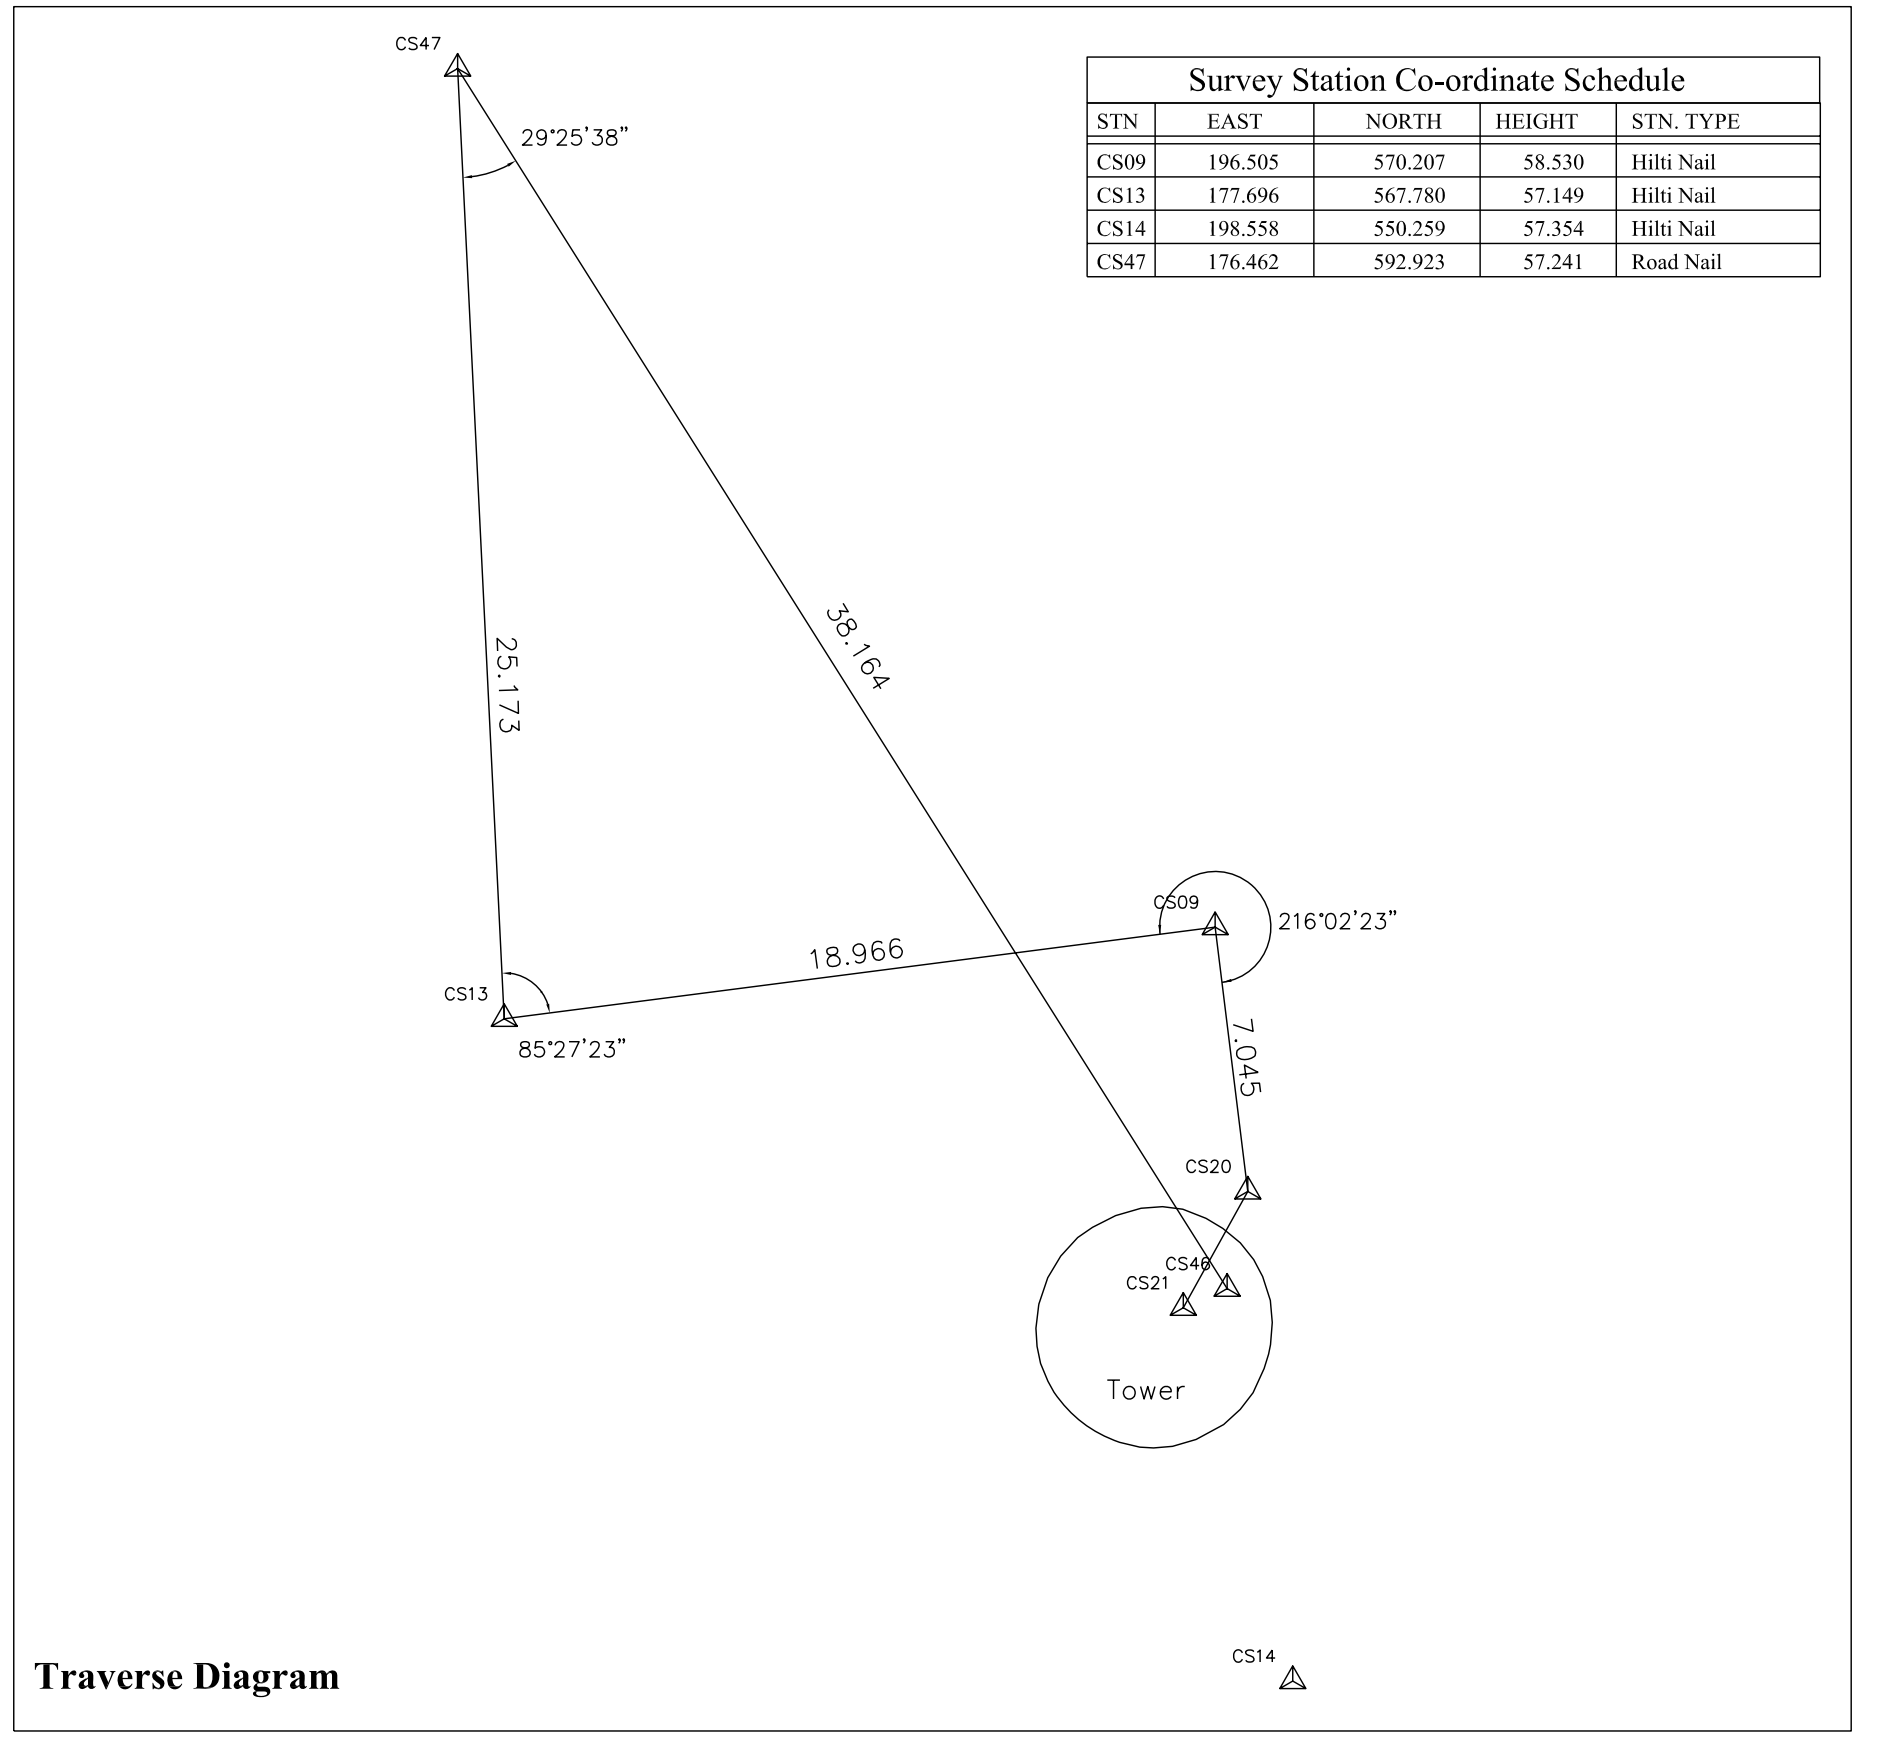 CS47
29°25'38"
Survey Station Co-ordinate Schedule
STN EAST NORTH HEIGHT STN. TYPE
CS09 196.505 570.207 58.530 Hilti Nail
CS13 177.696 567.780 57.149 Hilti Nail
CS14 198.558 550.259 57.354 Hilti Nail
CS47 176.462 592.923 57.241 Road Nail
38.164
25.173
CS09
216°02'23"
18.966
CS13
85°27'23"
7.045
CS20
CS46
CS21
Tower
CS14
Traverse Diagram